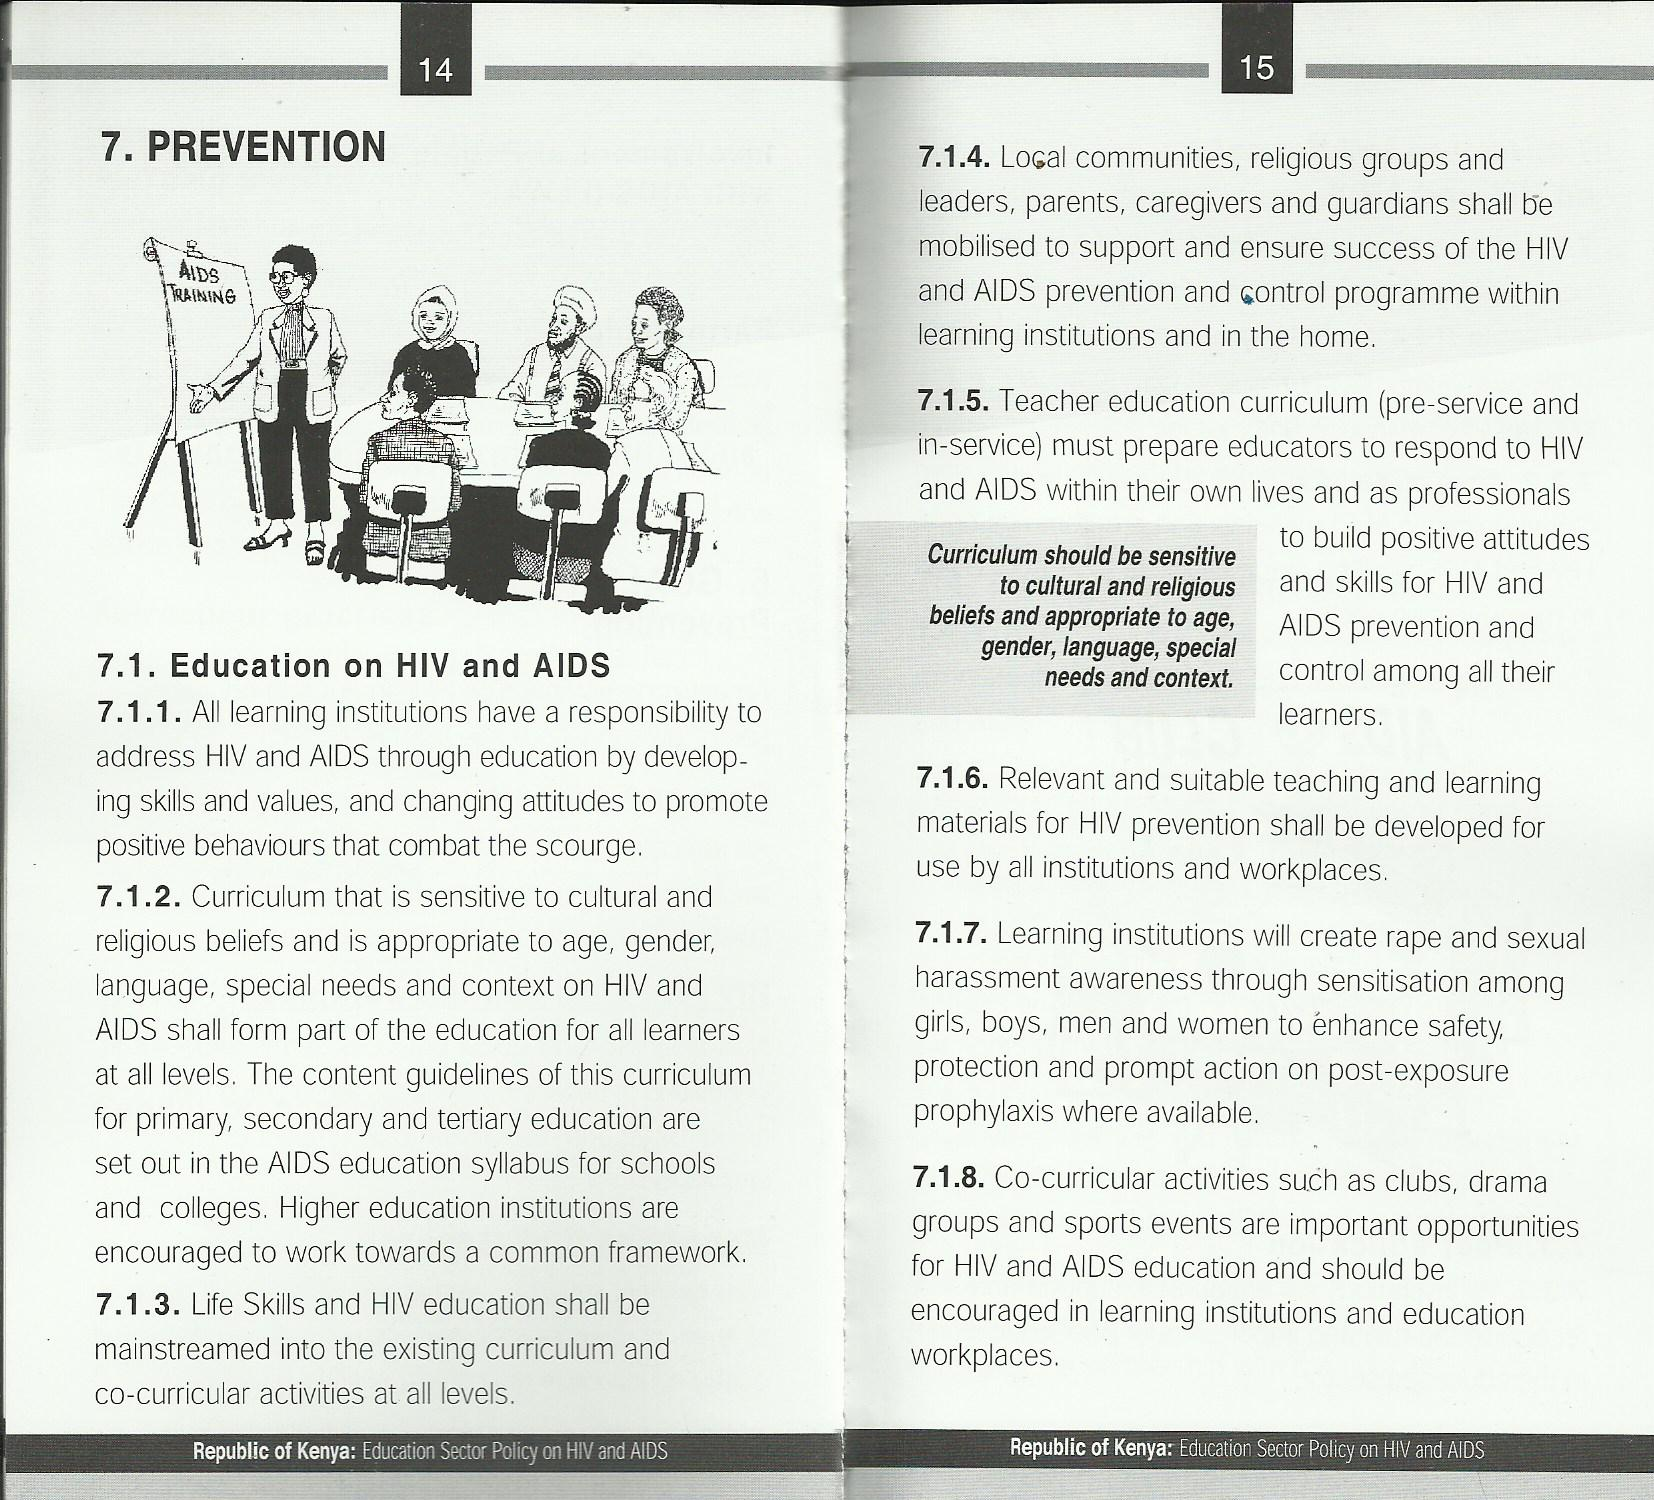 14
7. PREVENTION
AIDS
TRAINING
7.1. Education on HIV and AIDS
7.1.1. All learning institutions have a responsibility to
address HIV and AIDS through education by develop-
ing skills and values, and changing attitudes to promote
positive behaviours that combat the scourge.
7.1.2. Curriculum that is sensitive to cultural and
religious beliefs and is appropriate to age, gender,
language, special needs and context on HIV and
AIDS shall form part of the education for all learners
at all levels. The content guidelines of this curriculum
for primary, secondary and tertiary education are
set out in the AIDS education syllabus for schools
and colleges. Higher education institutions are
encouraged to work towards a common framework.
7.1.3. Life Skills and HIV education shall be
mainstreamed into the existing curriculum and
co-curricular activities at all levels.
Republic of Kenya: Education Sector Policy on HIV and AIDS
15
7.1.4. Local communities, religious groups and
leaders, parents, caregivers and guardians shall be
mobilised to support and ensure success of the HIV
and AIDS prevention and control programme within
learning institutions and in the home.
7.1.5. Teacher education curriculum (pre-service and
in-service) must prepare educators to respond to HIV
and AIDS within their own lives and as professionals
to build positive attitudes
and skills for HIV and
AIDS prevention and
control among all their
learners.
Curriculum should be sensitive
to cultural and religious
beliefs and appropriate to age,
gender, language, special
needs and context.
7.1.6. Relevant and suitable teaching and learning
materials for HIV prevention shall be developed for
use by all institutions and workplaces.
7.1.7. Learning institutions will create rape and sexual
harassment awareness through sensitisation among
girls, boys, men and women to enhance safety,
protection and prompt action on post-exposure
prophylaxis where available.
7.1.8. Co-curricular activities such as clubs, drama
groups and sports events are important opportunities
for HIV and AIDS education and should be
encouraged in learning institutions and education
workplaces.
Republic of Kenya: Education Sector Policy on HIV and AIDS